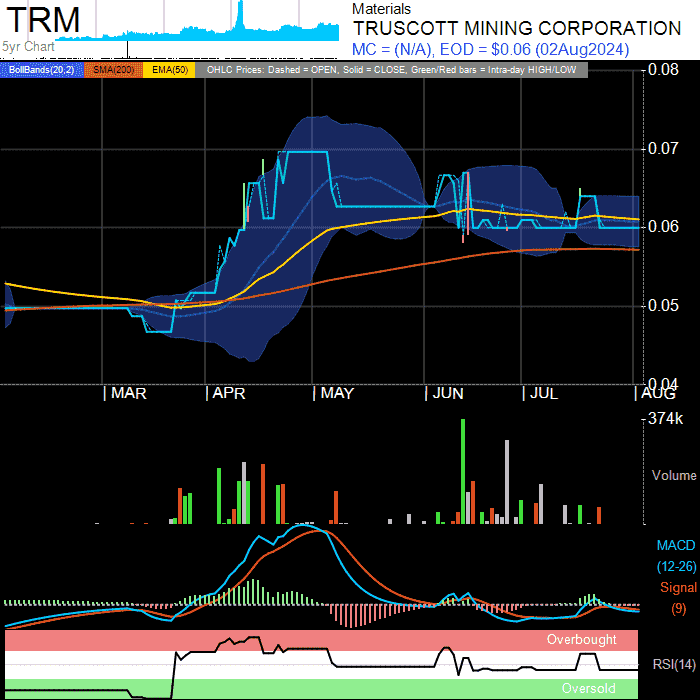 TRM
5yr Chart
Materials
TRUSCOTT MINING CORPORATION
MC = (N/A), EOD = $0.06 (02Aug2024)
BollBands(20,2) SMA(200) EMA(50) OHLC Prices: Dashed = OPEN, Solid = CLOSE, Green/Red bars = Intra-day HIGH/LOW
0.08
0.07
0.06
0.05
0.04
MAR APR MAY JUN JUL AUG
374k
Volume
MACD
(12-26)
Signal
(9)
Overbought
RSI(14)
Oversold